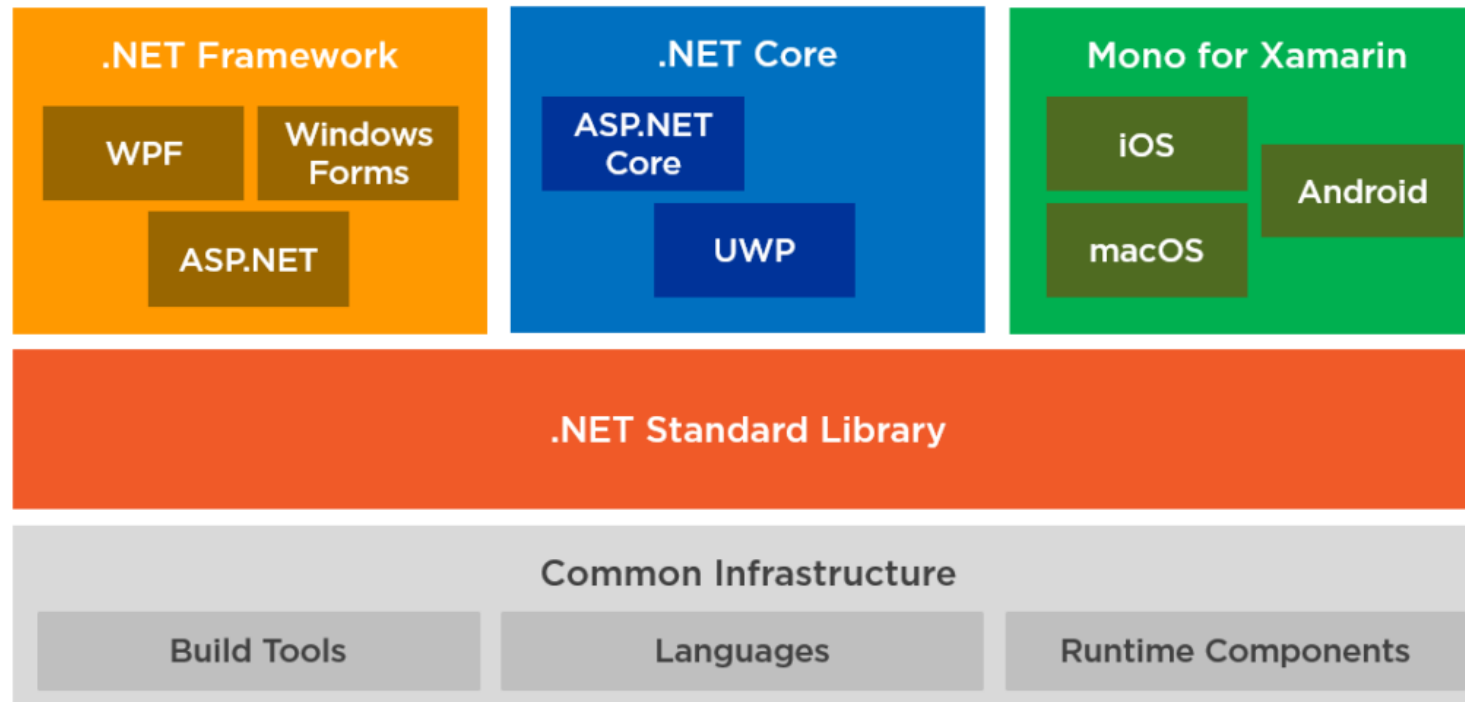 .NET Framework
WPF
Windows
Forms
ASP.NET
.NET Core
ASP.NET
Core
UWP
Mono for Xamarin
iOS
Android
macOS
.NET Standard Library
Common Infrastructure
Build Tools
Languages
Runtime Components